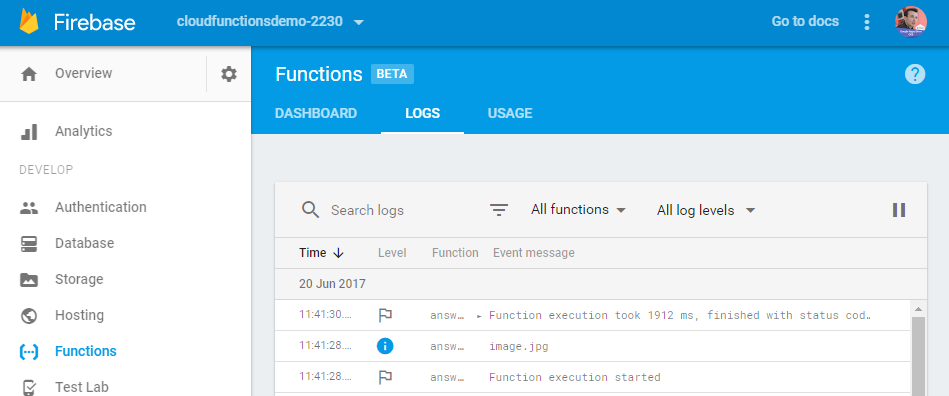 Firebase cloudfunctionsdemo-2230 Go to docs
Overview
Analytics
DEVELOP
Authentication
Database
Storage
Hosting
Functions
Test Lab
Functions BETA
DASHBOARD LOGS USAGE
Search logs All functions All log levels
Time Level Function Event message
20 Jun 2017
11:41:30.... answ... Function execution took 1912 ms, finished with status cod...
11:41:28.... answ... image.jpg
11:41:28.... answ... Function execution started